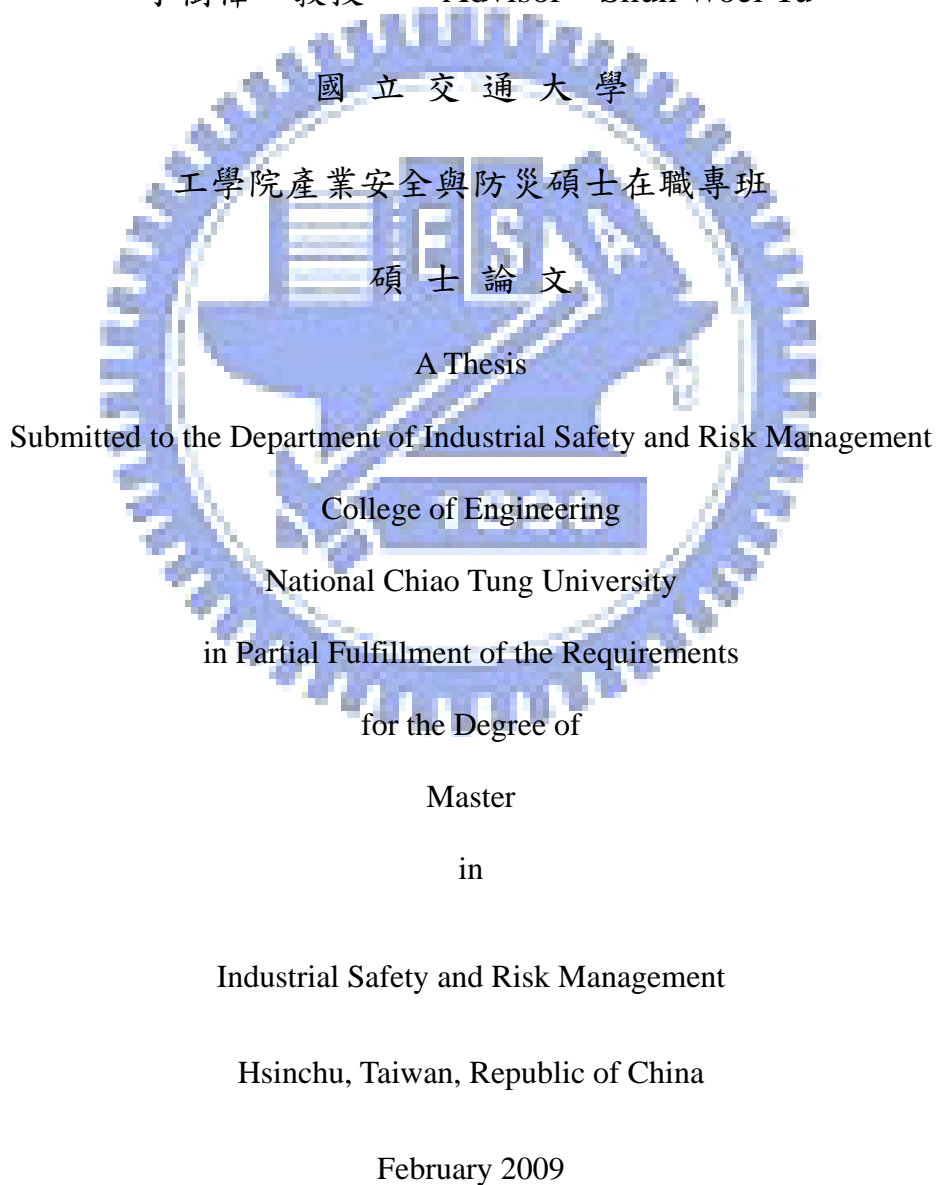 教授 Advisor
國 立 交 通 大 學
工學院產業安全與防災碩士在職專班
碩 士 論 文
A Thesis
Submitted to the Department of Industrial Safety and Risk Management
College of Engineering
National Chiao Tung University
in Partial Fulfillment of the Requirements
for the Degree of
Master
in
Industrial Safety and Risk Management
Hsinchu, Taiwan, Republic of China
February 2009